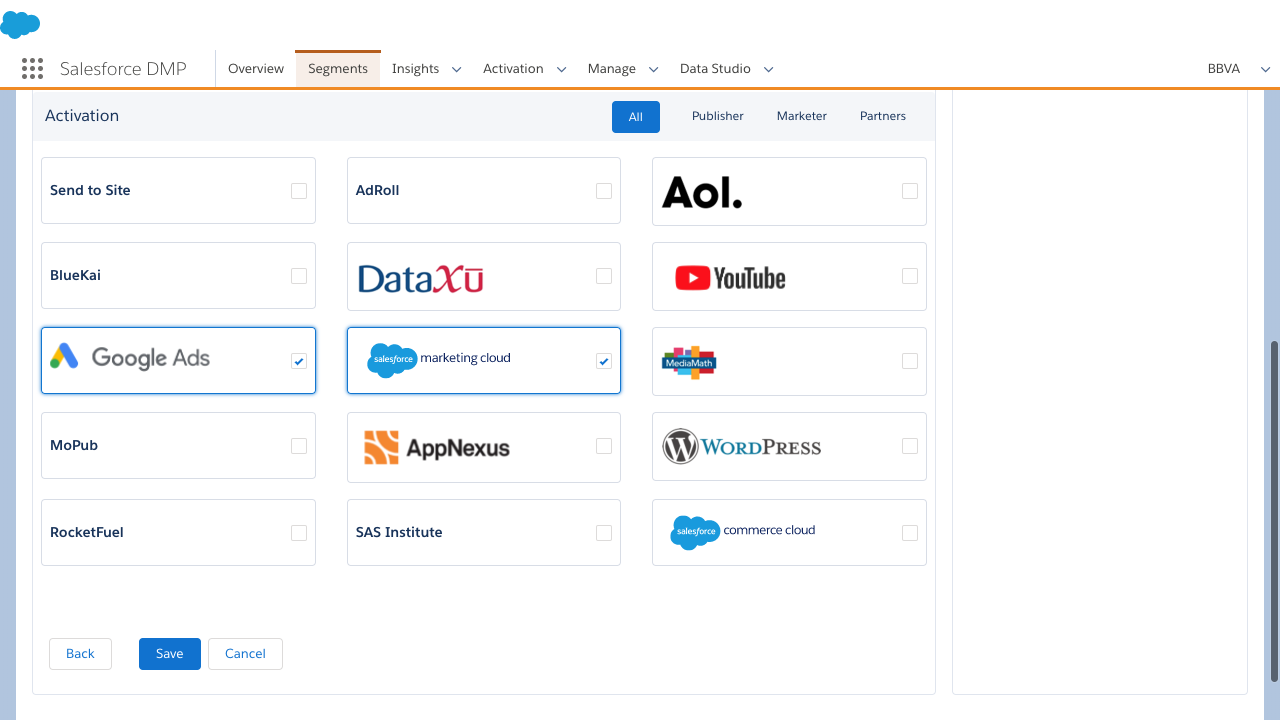 Salesforce DMP
Overview
Segments
Insights
Activation
Manage
Data Studio
BBVA
Activation
All
Publisher
Marketer
Partners
Send to Site
AdRoll
Aol.
BlueKai
DataXū
YouTube
Google Ads
salesforce marketing cloud
MediaMath
MoPub
AppNexus
WORDPRESS
RocketFuel
SAS Institute
salesforce commerce cloud
Back
Save
Cancel